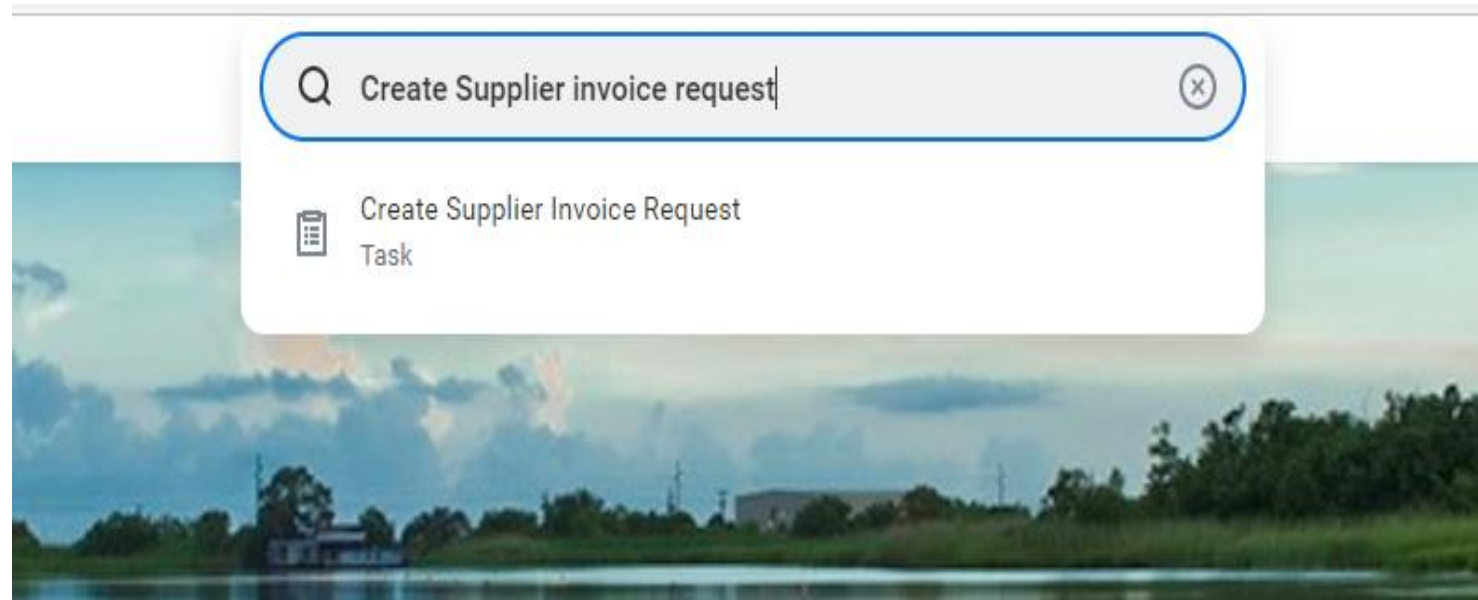 Create Supplier invoice request
Create Supplier Invoice Request
Task